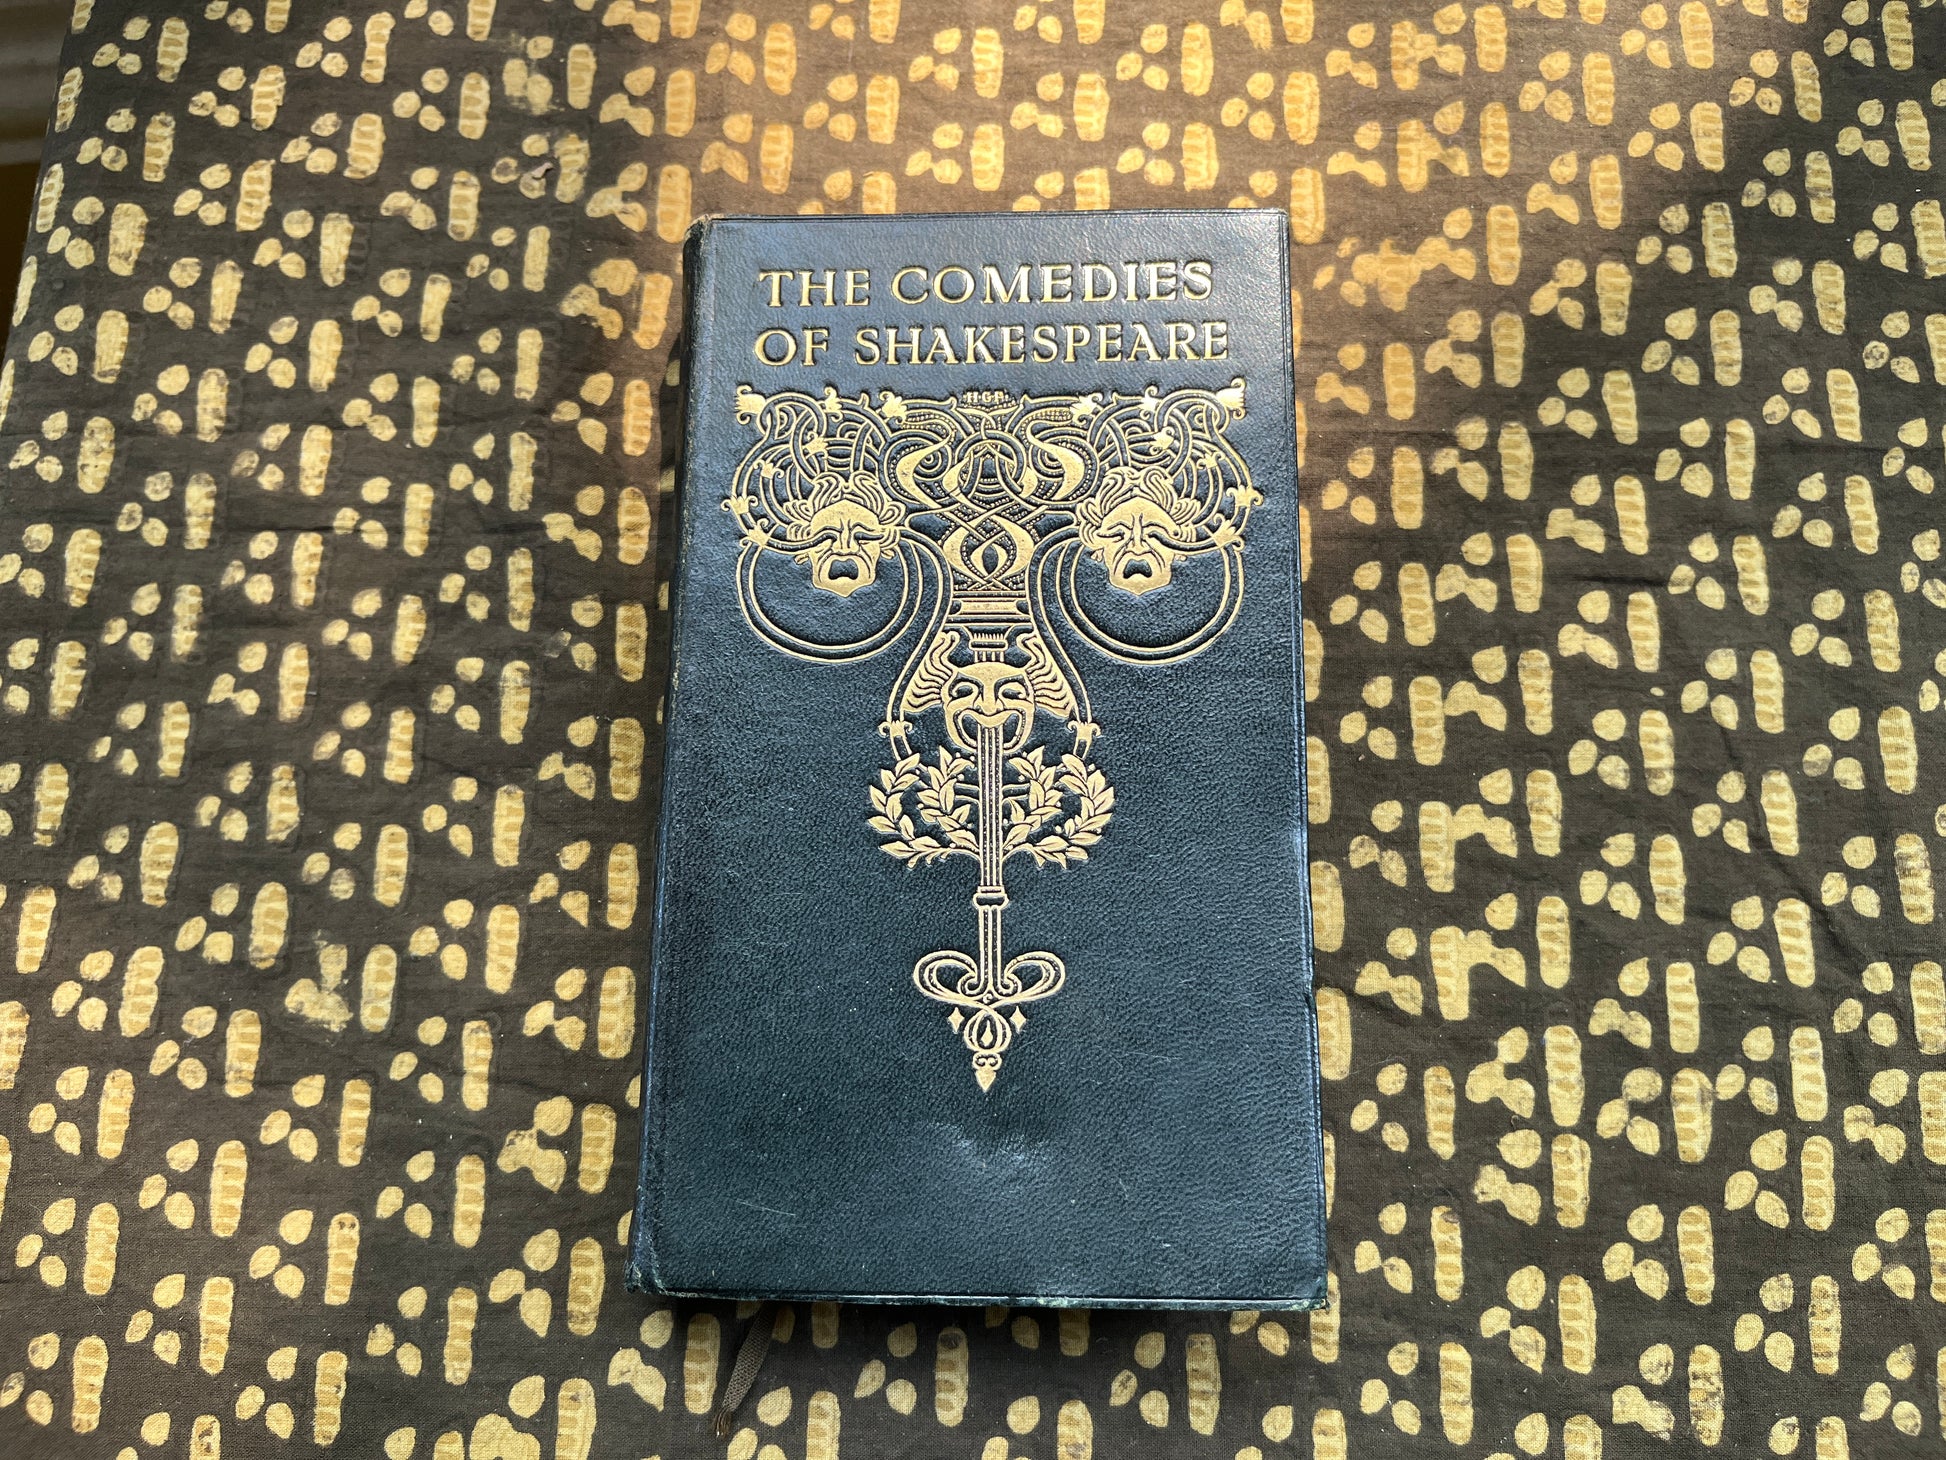 THE COMEDIES
OF SHAKESPEARE